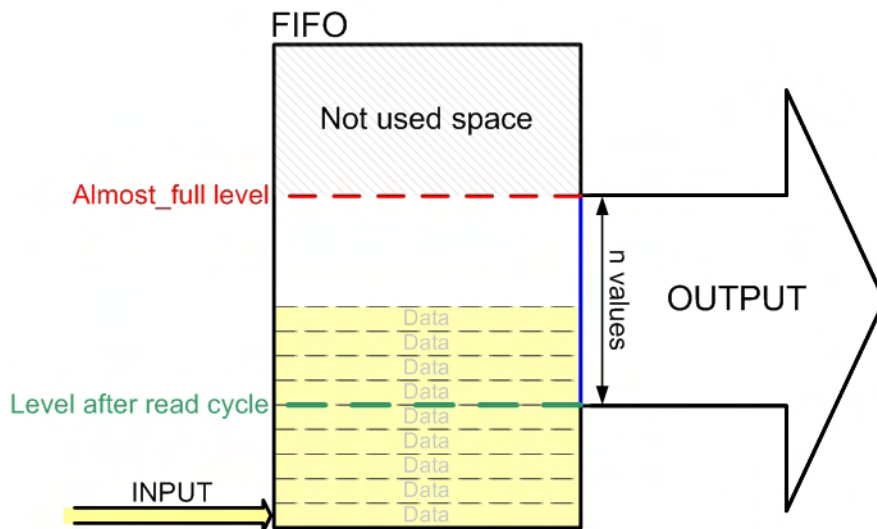 FIFO
Not used space
Almost_full level
n values
OUTPUT
Data
Data
Data
Data
Level after read cycle
Data
Data
Data
Data
INPUT
Data